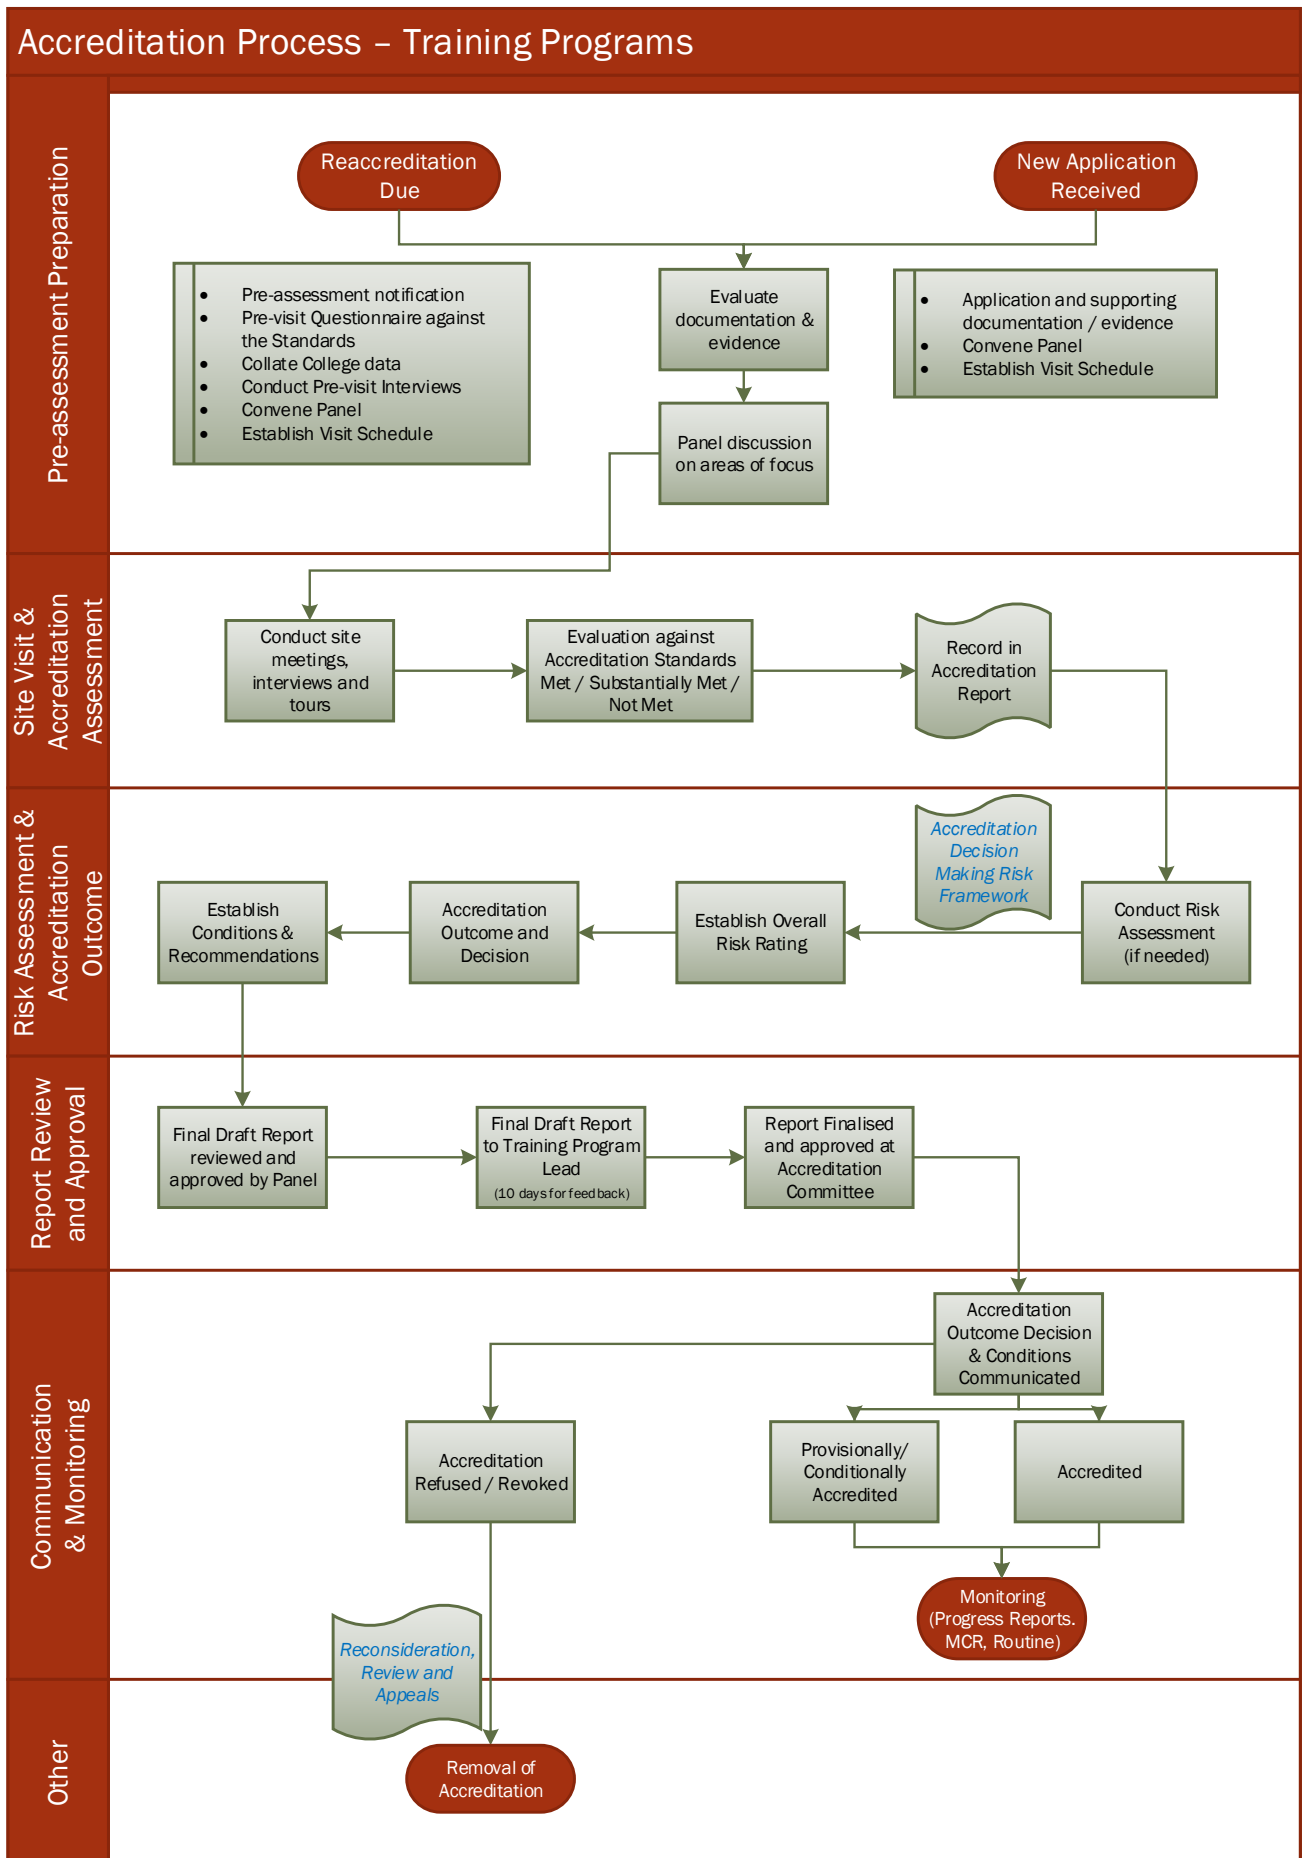 Accreditation Process – Training Programs
Pre-assessment Preparation
Reaccreditation
Due
New Application
Received
• Pre-assessment notification
• Pre-visit Questionnaire against
the Standards
• Collate College data
• Conduct Pre-visit Interviews
• Convene Panel
• Establish Visit Schedule
Evaluate
documentation &
evidence
• Application and supporting
documentation / evidence
• Convene Panel
• Establish Visit Schedule
Panel discussion
on areas of focus
Site Visit &
Accreditation
Assessment
Conduct site
meetings,
interviews and
tours
Evaluation against
Accreditation Standards
Met / Substantially Met /
Not Met
Record in
Accreditation
Report
Risk Assessment &
Accreditation
Outcome
Accreditation
Decision
Making Risk
Framework
Establish
Conditions &
Recommendations
Accreditation
Outcome and
Decision
Establish Overall
Risk Rating
Conduct Risk
Assessment
(if needed)
Report Review
and Approval
Final Draft Report
reviewed and
approved by Panel
Final Draft Report
to Training Program
Lead
(10 days for feedback)
Report Finalised
and approved at
Accreditation
Committee
Communication
& Monitoring
Accreditation
Outcome Decision
& Conditions
Communicated
Accreditation
Refused / Revoked
Provisionally/
Conditionally
Accredited
Accredited
Monitoring
(Progress Reports.
MCR, Routine)
Reconsideration,
Review and
Appeals
Other
Removal of
Accreditation